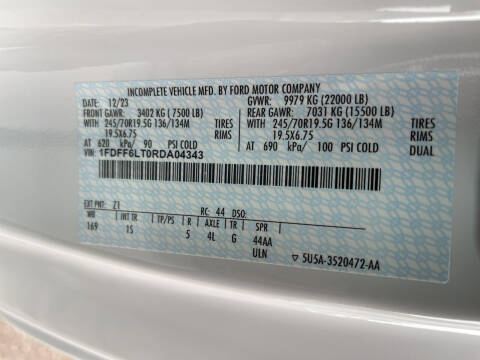 INCOMPLETE VEHICLE MFG. BY FORD MOTOR COMPANY
12/23 GVWR: 9979 KG (22000 LB)
FRONT GAWR: 3402 KG (7500 LB) REAR GAWR: 7031 KG (15500 LB)
WITH 245/70R19.5G 136/134M TIRES WITH 245/70R19.5G 136/134M TIRES
19.5X6.75 RIMS 19.5X6.75 RIMS
AT 620 kPa/ 90 PSI COLD AT 690 kPa/ 100 PSI COLD DUAL
VIN: 1FDFF6LT0RDA04343
EXT PNT: Z1 RC: 44 DSO:
WB INT TR. TP/PS R AXLE TR SPR
169 1S 5 4L G 44AA
ULN ▽ 5U5A-3520472-AA